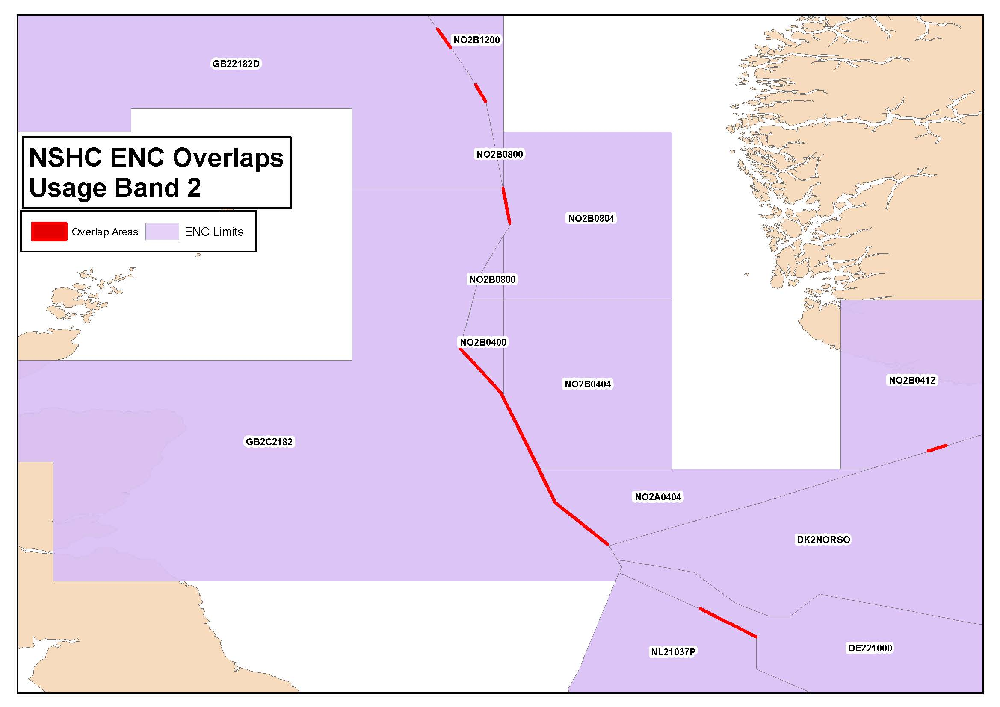 NO2B1200
GB22182D
NSHC ENC Overlaps
Usage Band 2
NO2B0800
Overlap Areas
ENC Limits
NO2B0804
NO2B0800
NO2B0400
NO2B0404
NO2B0412
GB2C2182
NO2A0404
DK2NORSO
NL21037P
DE221000